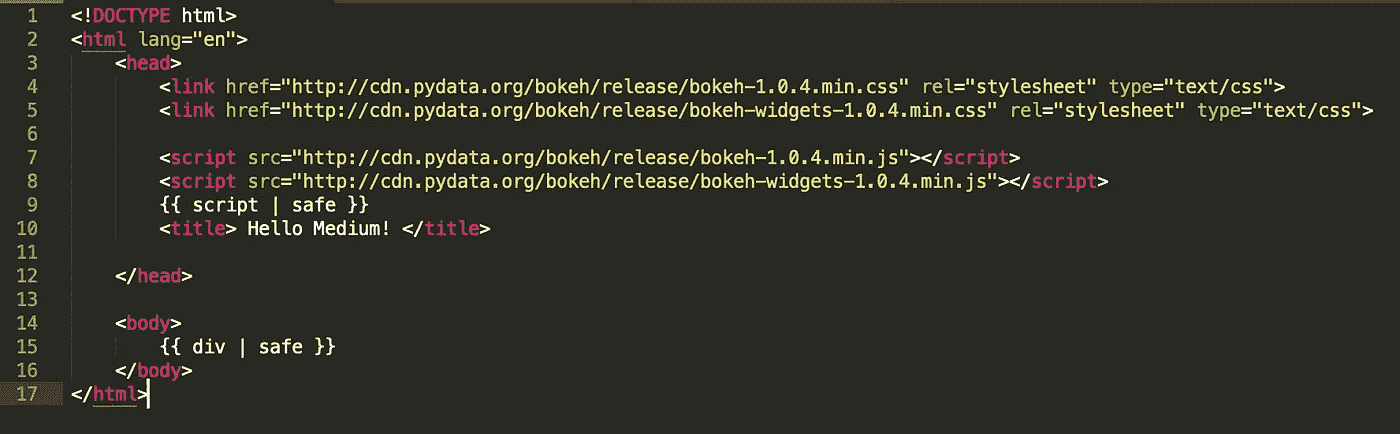 1 <!DOCTYPE html>
2 <html lang="en">
3 <head>
4 <link href="http://cdn.pydata.org/bokeh/release/bokeh-1.0.4.min.css" rel="stylesheet" type="text/css">
5 <link href="http://cdn.pydata.org/bokeh/release/bokeh-widgets-1.0.4.min.css" rel="stylesheet" type="text/css">
6
7 <script src="http://cdn.pydata.org/bokeh/release/bokeh-1.0.4.min.js"></script>
8 <script src="http://cdn.pydata.org/bokeh/release/bokeh-widgets-1.0.4.min.js"></script>
9 {{ script | safe }}
10 <title> Hello Medium! </title>
11
12 </head>
13
14 <body>
15 {{ div | safe }}
16 </body>
17 </html>